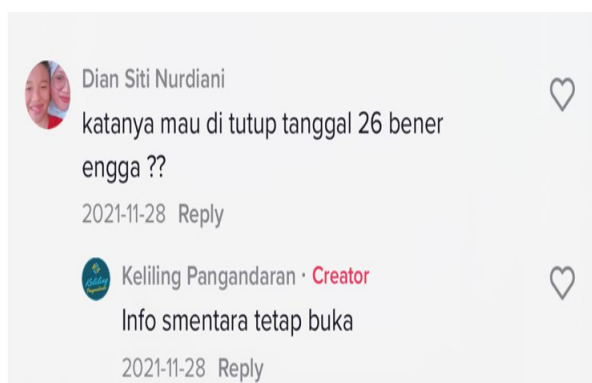 Dian Siti Nurdiani
katanya mau di tutup tanggal 26 bener
engga ??
2021-11-28 Reply
Keliling Pangandaran · Creator
Info smentara tetap buka
2021-11-28 Reply